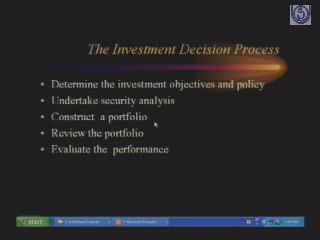 The Investment Decision Process
• Determine the investment objectives and policy
• Undertake security analysis
• Construct a portfolio
• Review the portfolio
• Evaluate the performance
start